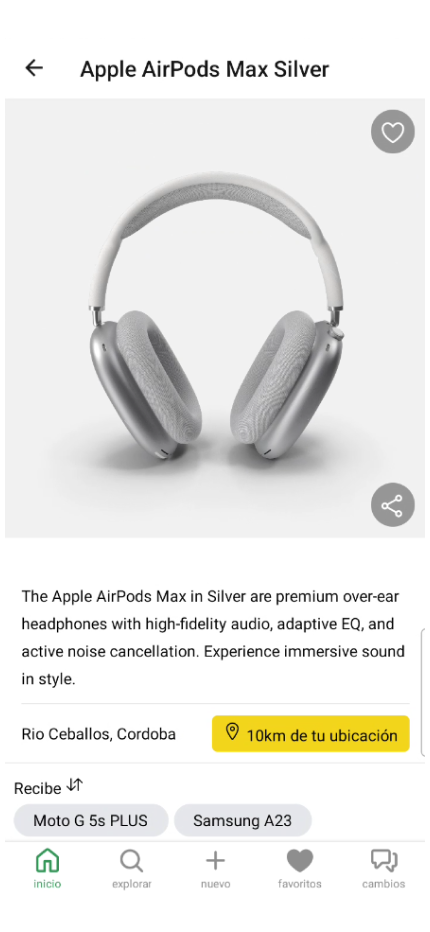 Apple AirPods Max Silver
The Apple AirPods Max in Silver are premium over-ear
headphones with high-fidelity audio, adaptive EQ, and
active noise cancellation. Experience immersive sound
in style.
Rio Ceballos, Cordoba
10km de tu ubicación
Recibe
Moto G 5s PLUS
Samsung A23
inicio
explorar
nuevo
favoritos
cambios